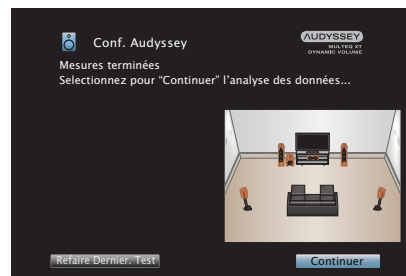 Conf. Audyssey
AUDYSSEY
MULTEQ XT
DYNAMIC VOLUME
Mesures terminées
Selectionnez pour “Continuer” l’analyse des données...
Refaire Dernier. Test
Continuer